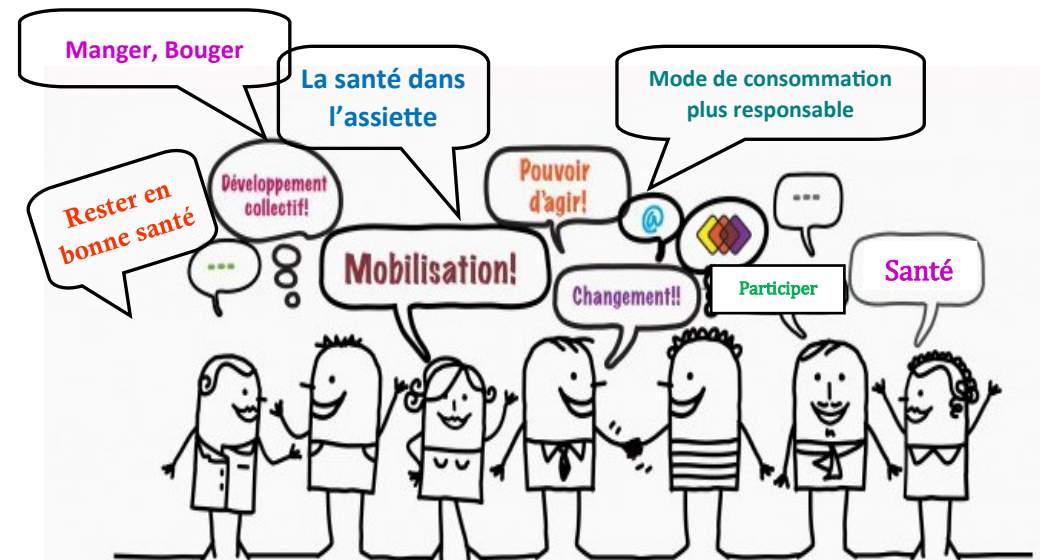 Manger, Bouger
La santé dans
l'assiette
Mode de consommation
plus responsable
Rester en
bonne santé
Développement
collectif!
Pouvoir
d'agir!
@
---
---
Mobilisation!
Changement!!
Participer
Santé